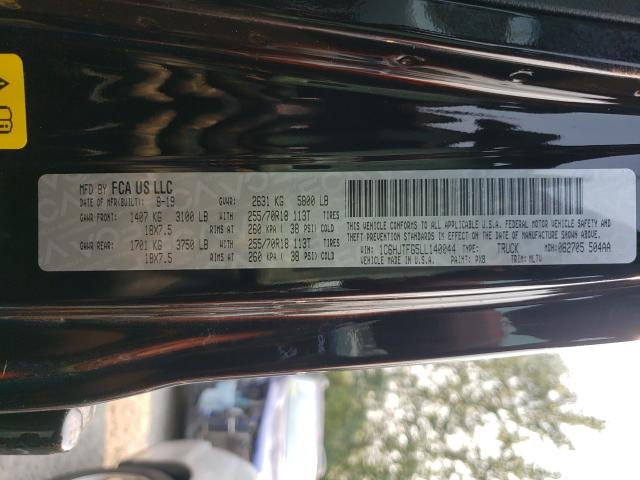 MFD BY FCA US LLC
DATE OF MFR(BUILT): 8-19 GVWR: 2631 KG 5800 LB
GAWR FRONT: 1407 KG 3100 LB WITH 255/70R18 113T TIRES
18X7.5 RIMS AT 260 KPA ( 38 PSI) COLD
GAWR REAR: 1701 KG 3750 LB WITH 255/70R18 113T TIRES
18X7.5 RIMS AT 260 KPA ( 38 PSI) COLD
THIS VEHICLE CONFORMS TO ALL APPLICABLE U.S.A. FEDERAL MOTOR VEHICLE SAFETY AND THEFT
PREVENTION STANDARDS IN EFFECT ON THE DATE OF MANUFACTURE SHOWN ABOVE.
VIN: 1C6HJTFG5LL140044 TYPE: TRUCK MDH: 082705 504AA
VEHICLE MADE IN U.S.A. PAINT: PX8 TRIM: MLTV